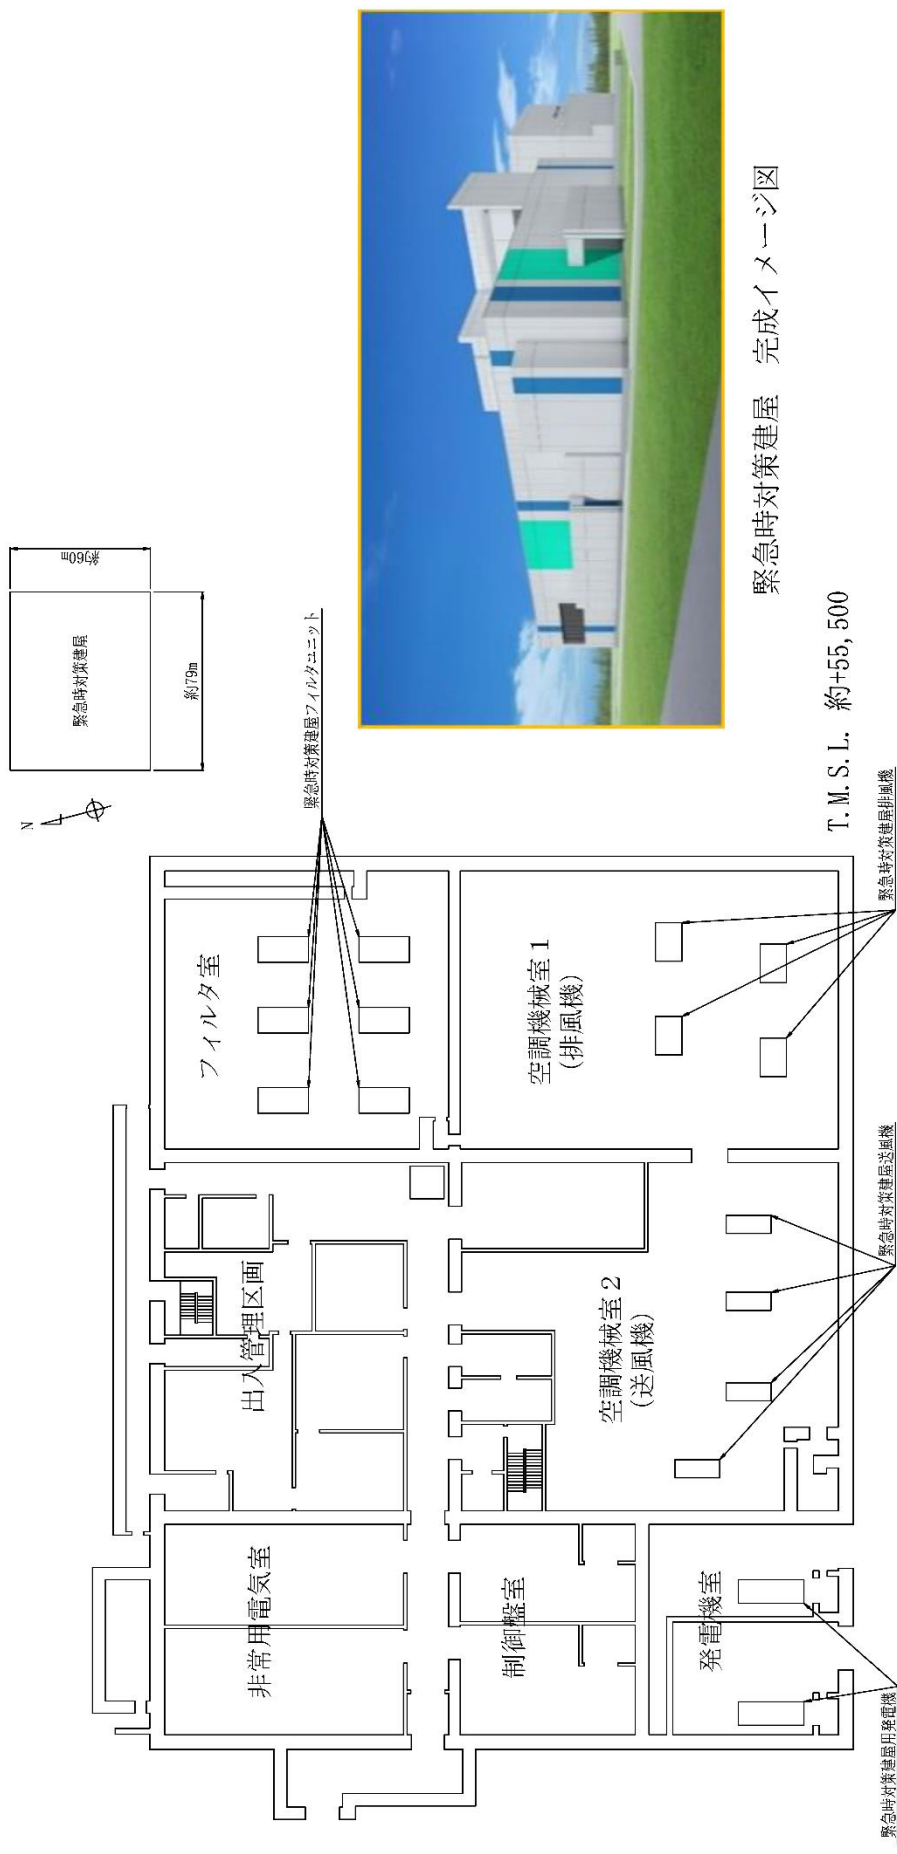 N
緊急時対策建屋
約60m
約79m
緊急時対策建屋フィルタユニット
フィルタ室
空調機械室1
(排風機)
出入管理区画
空調機械室2
(送風機)
非常用電気室
制御盤室
発電機室
緊急時対策建屋用発電機
緊急時対策建屋送風機
緊急時対策建屋排風機
T.M.S.L. 約+55,500
緊急時対策建屋 完成イメージ図